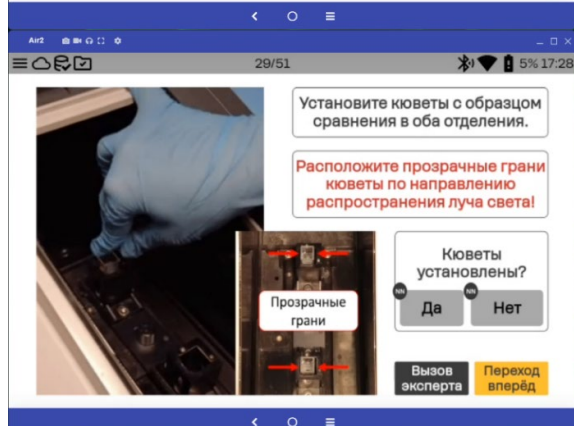 Air2
29/51
5% 17:28
Установите кюветы с образцом
сравнения в оба отделения.
Расположите прозрачные грани
кюветы по направлению
распространения луча света!
Прозрачные
грани
Кюветы
установлены?
NN
Да
NN
Нет
Вызов
эксперта
Переход
вперёд